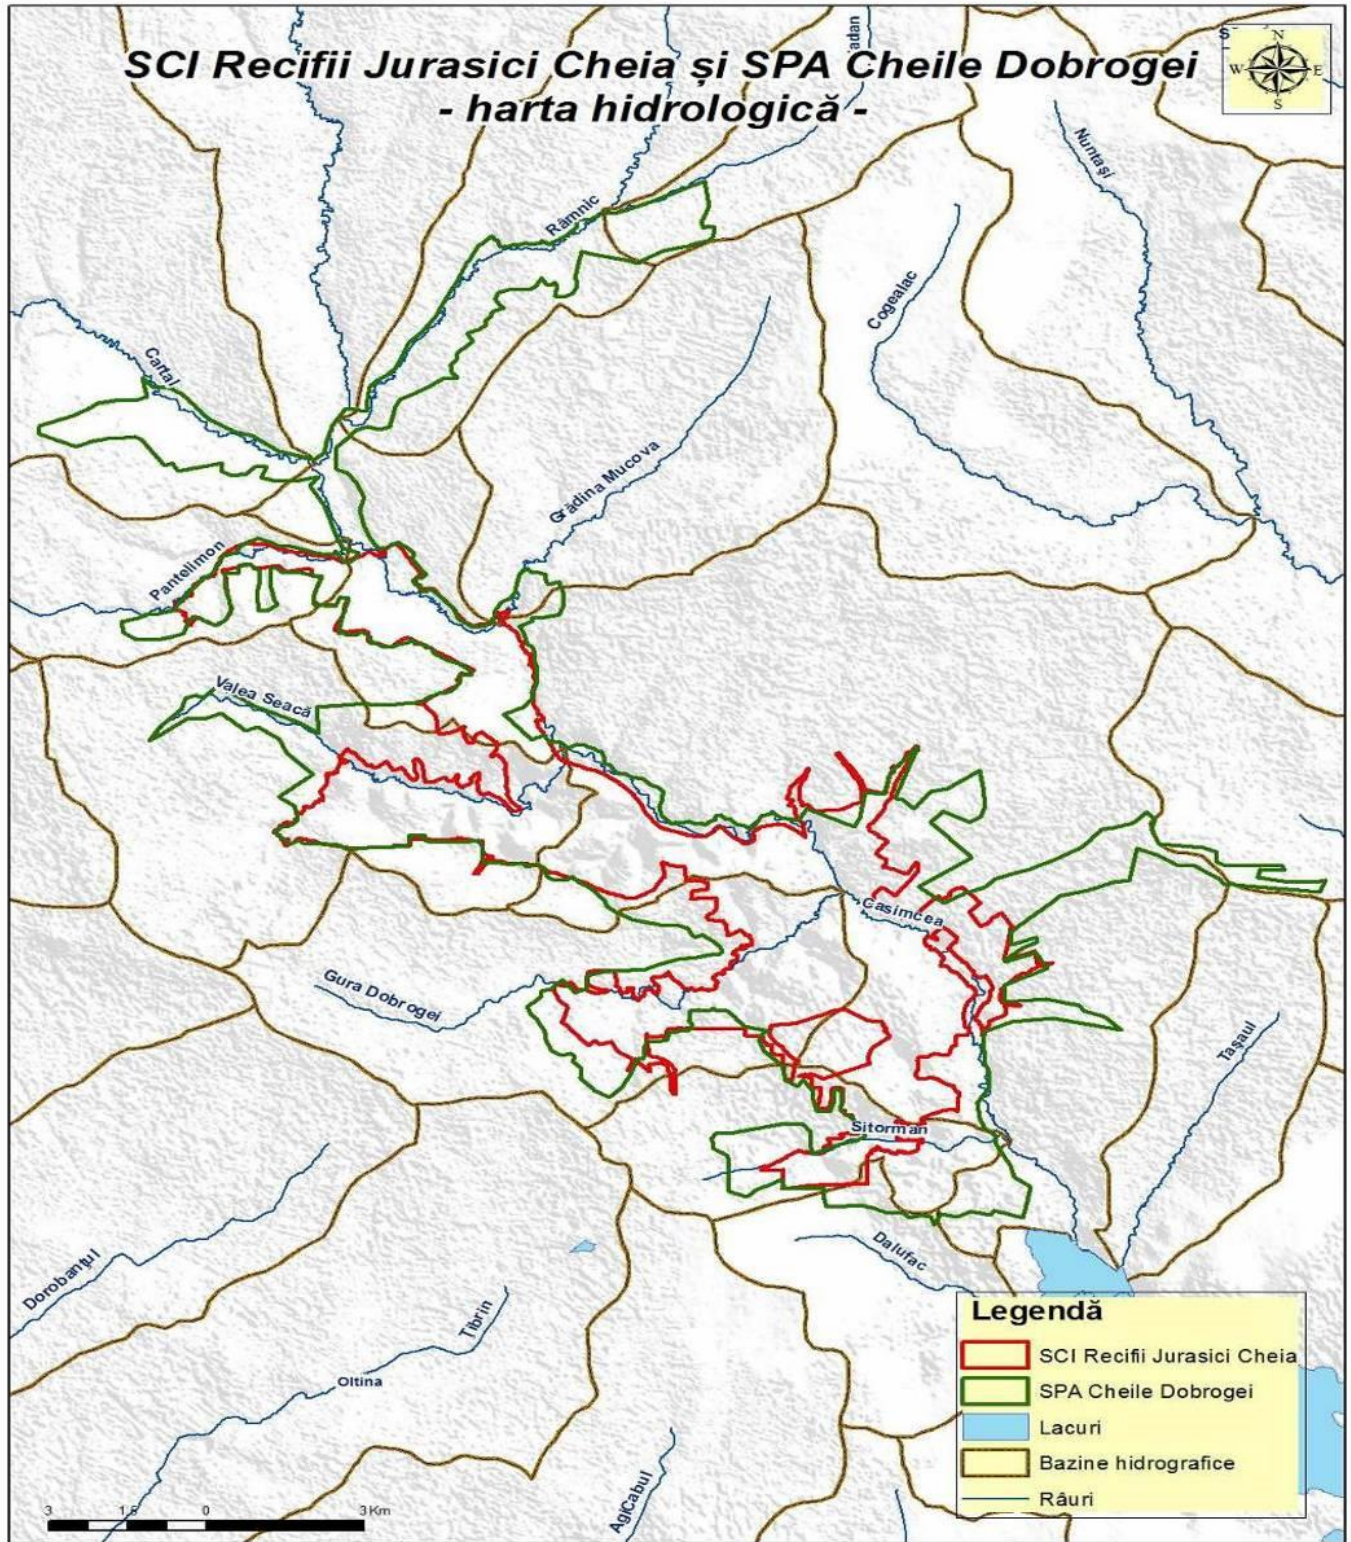 SCI Recifii Jurasici Cheia și SPA Cheile Dobrogei
- harta hidrologică -
N
W
E
S
Nuntași
Râmnic
Cogealac
Cartal
Grădina Mucova
Pantelimon
Valea Seacă
Casimcea
Gura Dobrogei
Tașaul
Sitorman
Dalufac
Dorobanțul
Tibrin
Oltina
AgiCabul
Legendă
SCI Recifii Jurasici Cheia
SPA Cheile Dobrogei
Lacuri
Bazine hidrografice
Râuri
3 1,5 0 3 Km